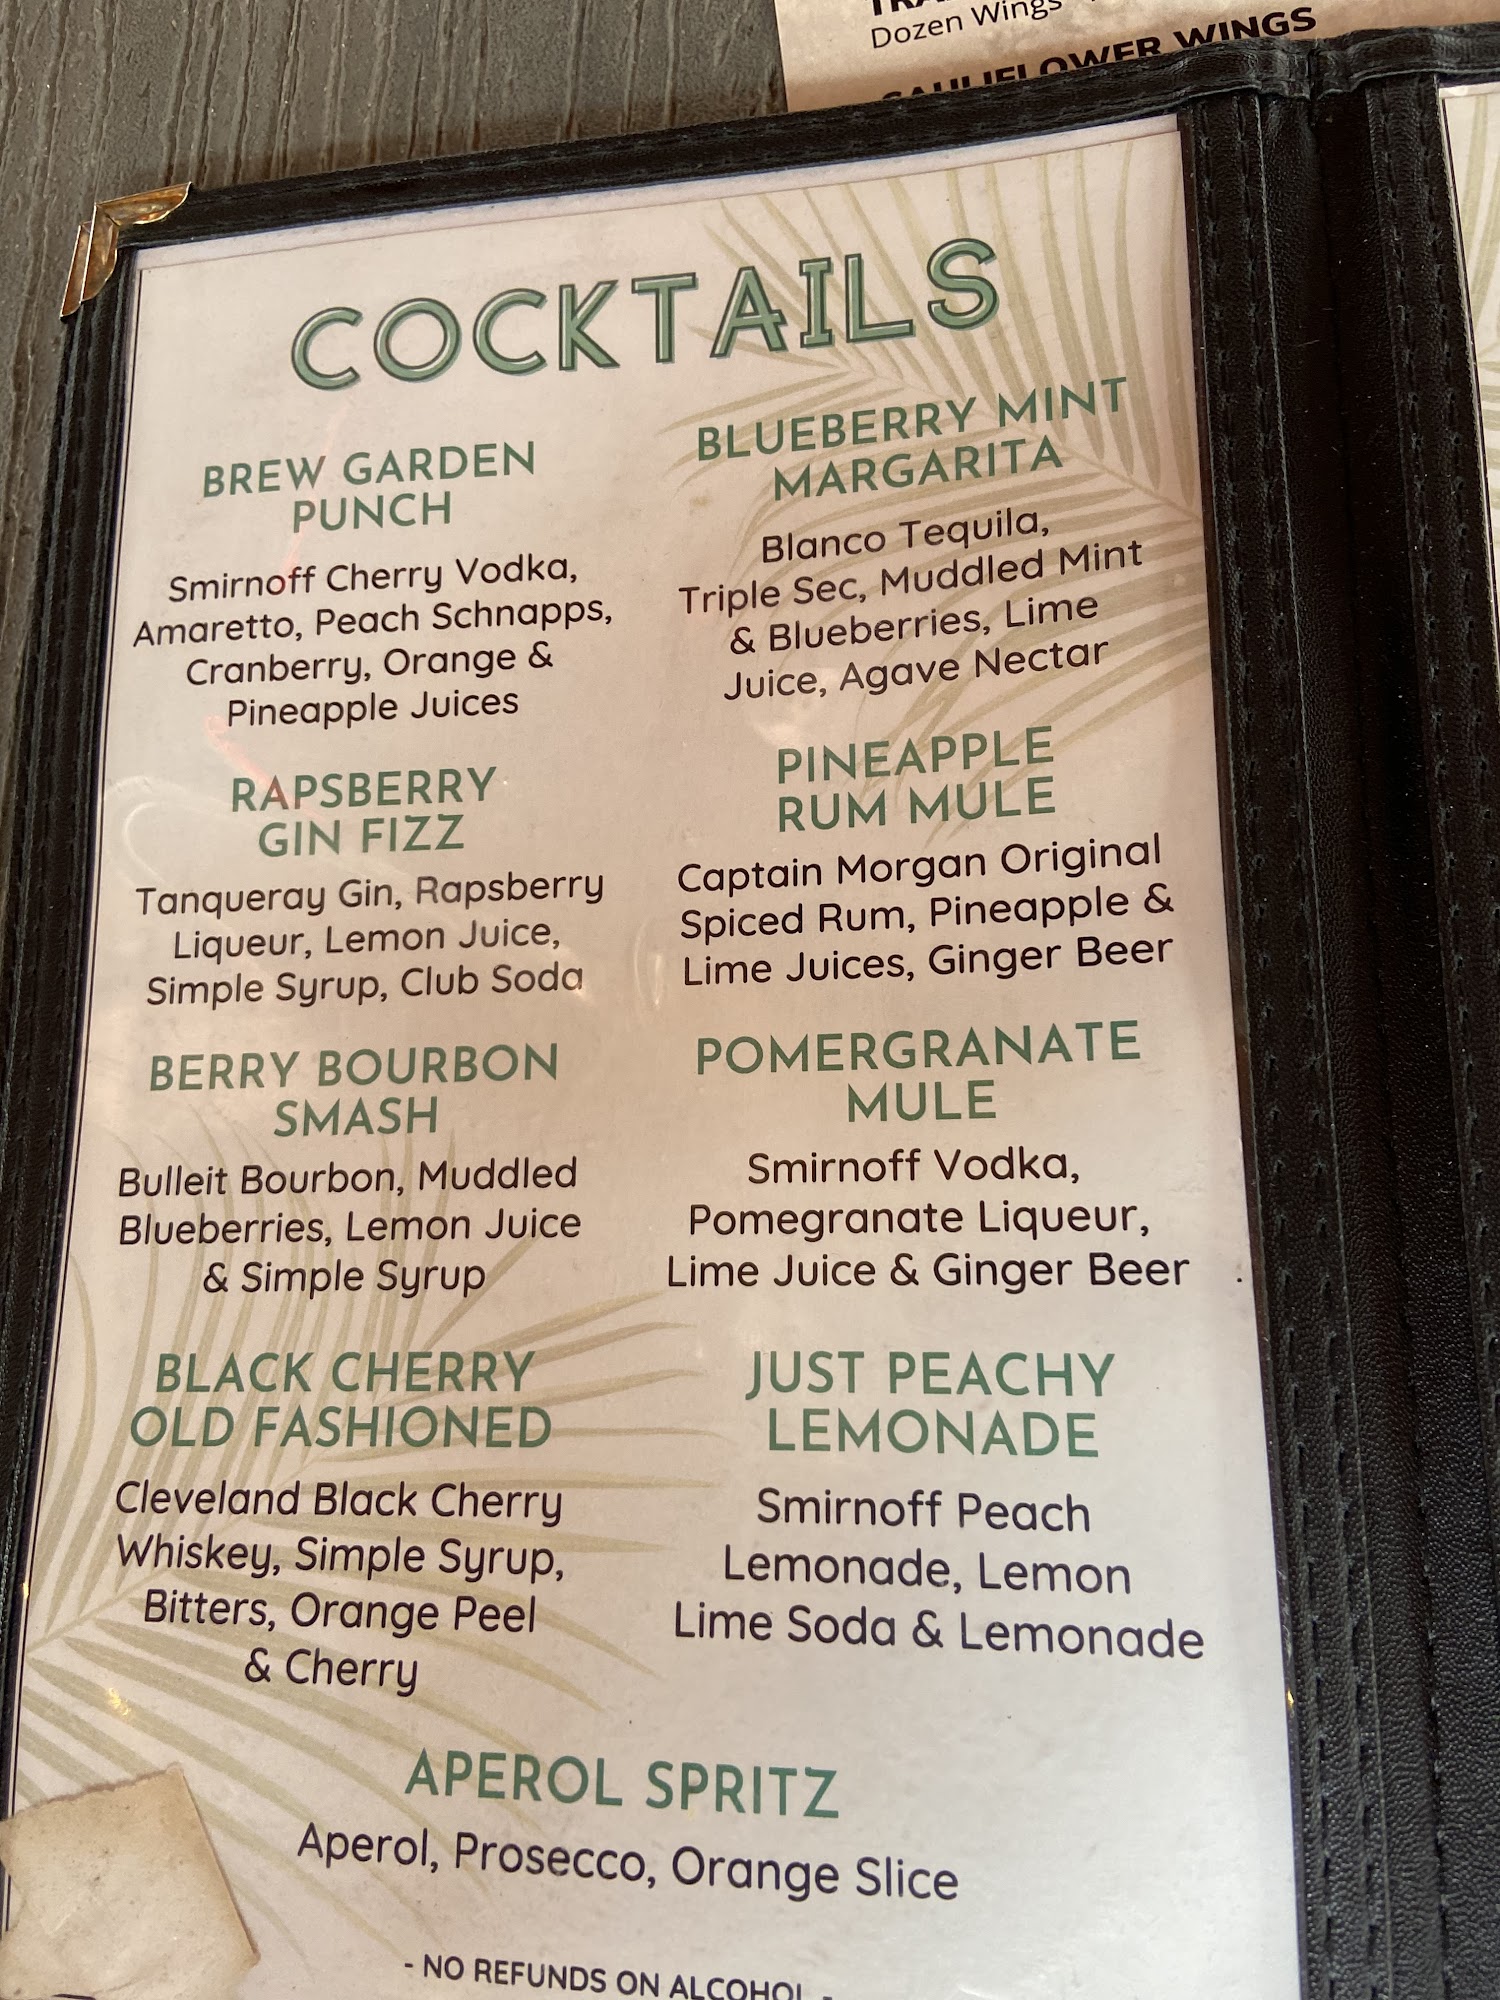 Dozen Wings
CAULIFLOWER WINGS
COCKTAILS
BREW GARDEN
PUNCH
Smirnoff Cherry Vodka,
Amaretto, Peach Schnapps,
Cranberry, Orange &
Pineapple Juices
RAPSBERRY
GIN FIZZ
Tanqueray Gin, Rapsberry
Liqueur, Lemon Juice,
Simple Syrup, Club Soda
BERRY BOURBON
SMASH
Bulleit Bourbon, Muddled
Blueberries, Lemon Juice
& Simple Syrup
BLACK CHERRY
OLD FASHIONED
Cleveland Black Cherry
Whiskey, Simple Syrup,
Bitters, Orange Peel
& Cherry
BLUEBERRY MINT
MARGARITA
Blanco Tequila,
Triple Sec, Muddled Mint
& Blueberries, Lime
Juice, Agave Nectar
PINEAPPLE
RUM MULE
Captain Morgan Original
Spiced Rum, Pineapple &
Lime Juices, Ginger Beer
POMERGRANATE
MULE
Smirnoff Vodka,
Pomegranate Liqueur,
Lime Juice & Ginger Beer
JUST PEACHY
LEMONADE
Smirnoff Peach
Lemonade, Lemon
Lime Soda & Lemonade
APEROL SPRITZ
Aperol, Prosecco, Orange Slice
- NO REFUNDS ON ALCOHOL -